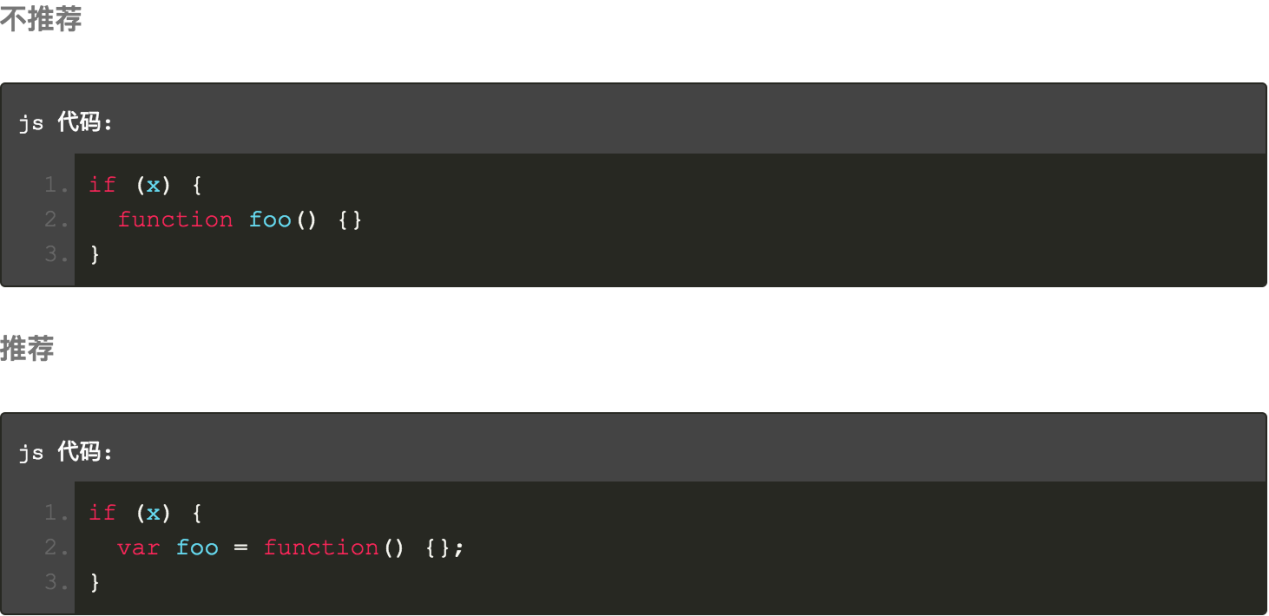 不推荐
js 代码:
1. if (x) {
2.   function foo() {}
3. }
推荐
js 代码:
1. if (x) {
2.   var foo = function() {};
3. }